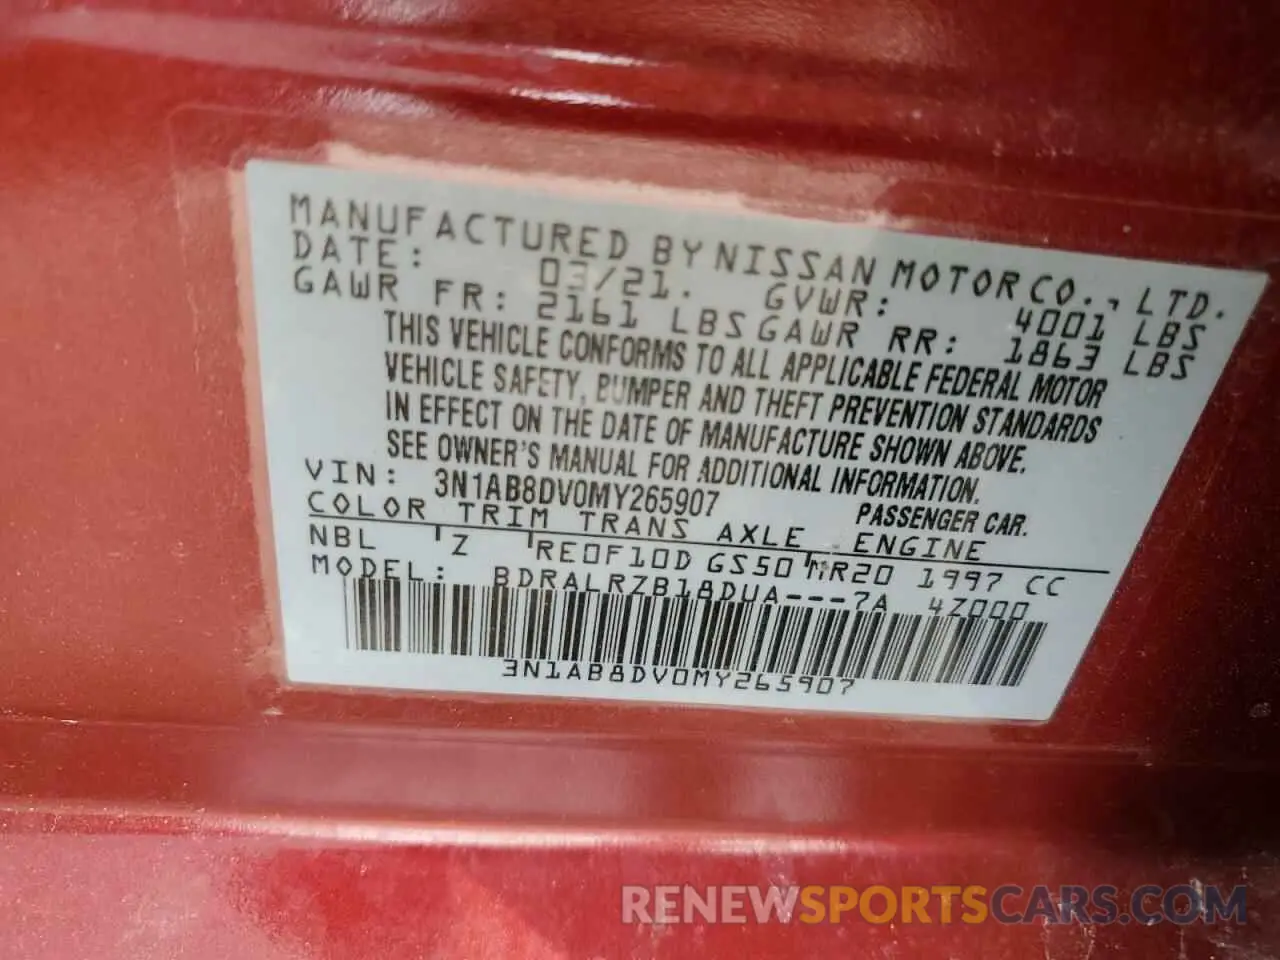 MANUFACTURED BY NISSAN MOTOR CO., LTD.
DATE: 03/21. GVWR: 4001 LBS
GAWR FR: 2161 LBS GAWR RR: 1863 LBS
THIS VEHICLE CONFORMS TO ALL APPLICABLE FEDERAL MOTOR
VEHICLE SAFETY, BUMPER AND THEFT PREVENTION STANDARDS
IN EFFECT ON THE DATE OF MANUFACTURE SHOWN ABOVE.
SEE OWNER'S MANUAL FOR ADDITIONAL INFORMATION.
VIN: 3N1AB8DV0MY265907 PASSENGER CAR.
COLOR TRIM TRANS AXLE ENGINE
NBL Z RE0F10D GS50 MR20 1997 CC
MODEL: BDRALRZB18DUA---7A 4Z000
3N1AB8DV0MY265907
RENEWSPORTSCARS.COM